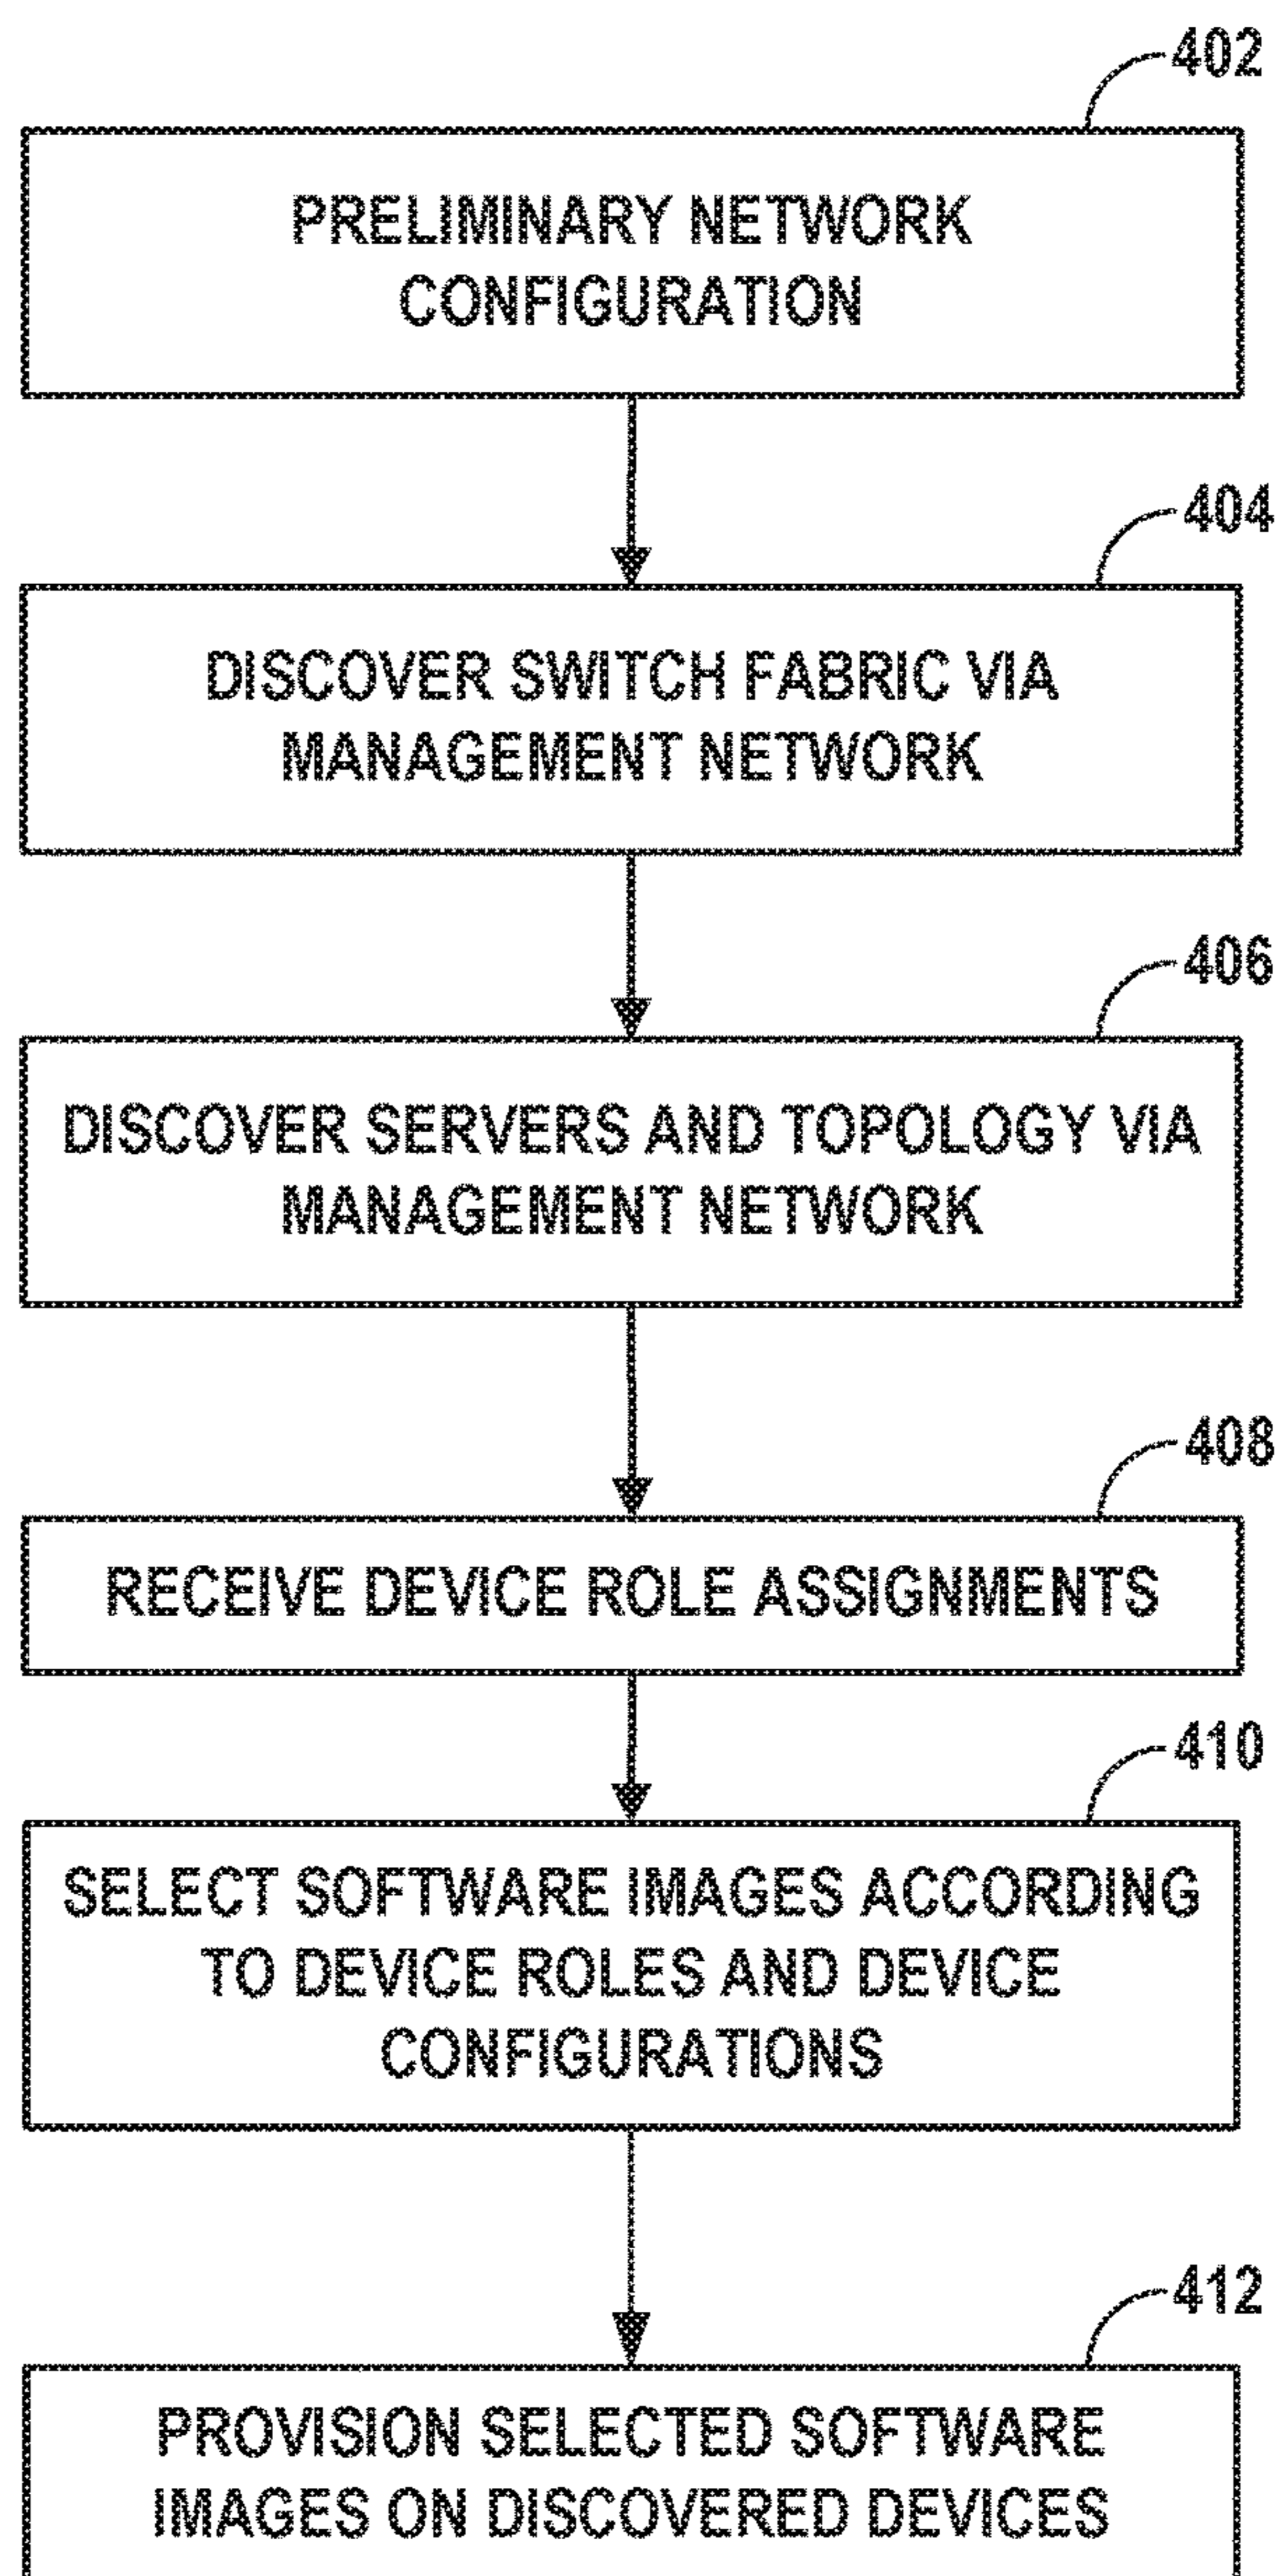 402
PRELIMINARY NETWORK
CONFIGURATION
404
DISCOVER SWITCH FABRIC VIA
MANAGEMENT NETWORK
406
DISCOVER SERVERS AND TOPOLOGY VIA
MANAGEMENT NETWORK
408
RECEIVE DEVICE ROLE ASSIGNMENTS
410
SELECT SOFTWARE IMAGES ACCORDING
TO DEVICE ROLES AND DEVICE
CONFIGURATIONS
412
PROVISION SELECTED SOFTWARE
IMAGES ON DISCOVERED DEVICES